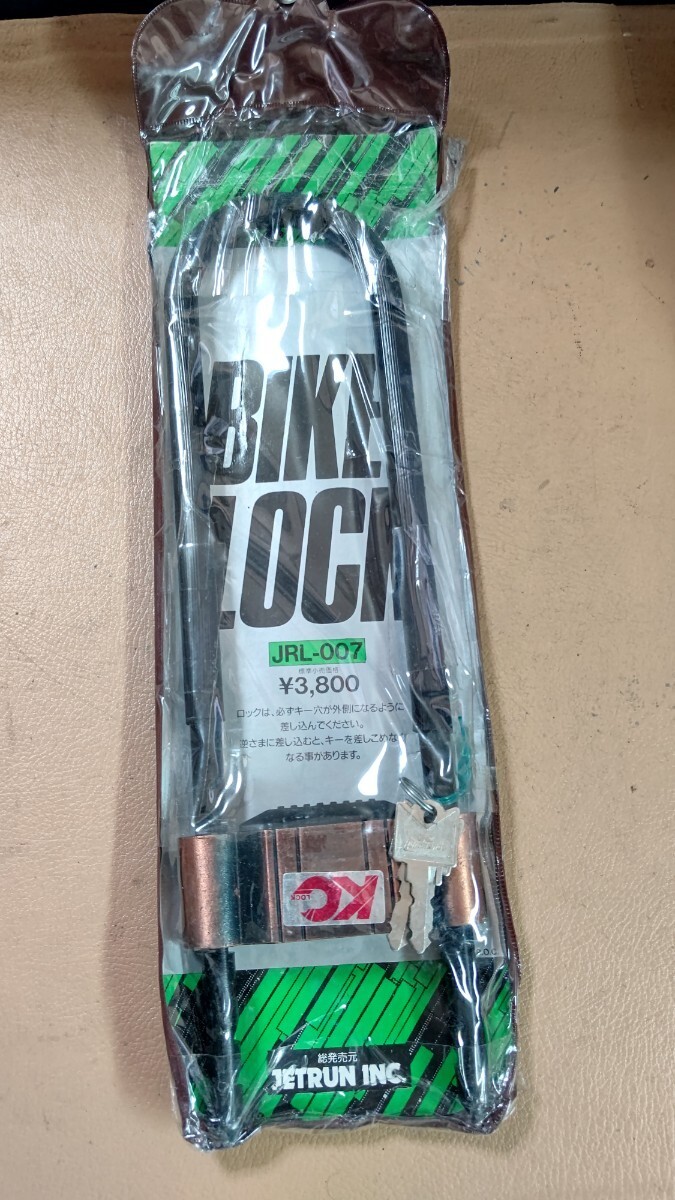 BIKE
LOCK
JRL-007
標準小売価格
¥3,800
ロックは、必ずキー穴が外側になるように
差し込んでください。
逆さまに差し込むと、キーを差しこめなく
なる事があります。
KC
LOCK
総発売元
JETRUN INC.